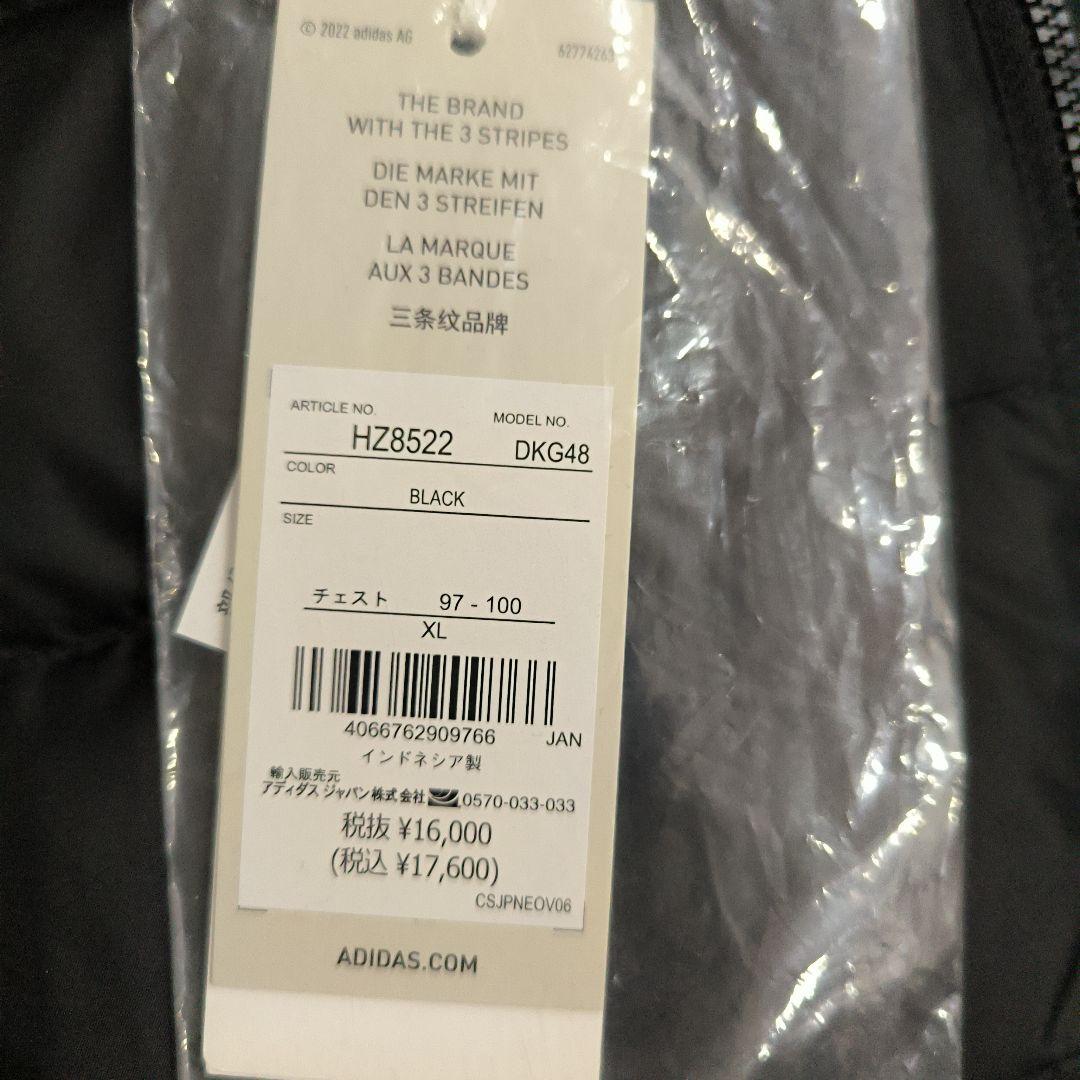 © 2022 adidas AG
62774263
THE BRAND
WITH THE 3 STRIPES
DIE MARKE MIT
DEN 3 STREIFEN
LA MARQUE
AUX 3 BANDES
三条纹品牌
ARTICLE NO. MODEL NO.
HZ8522 DKG48
COLOR
BLACK
SIZE
チェスト 97 - 100
XL
4066762909766 JAN
インドネシア製
輸入販売元
アディダス ジャパン株式会社 0570-033-033
税抜 ¥16,000
(税込 ¥17,600)
CSJPNEOV06
ADIDAS.COM